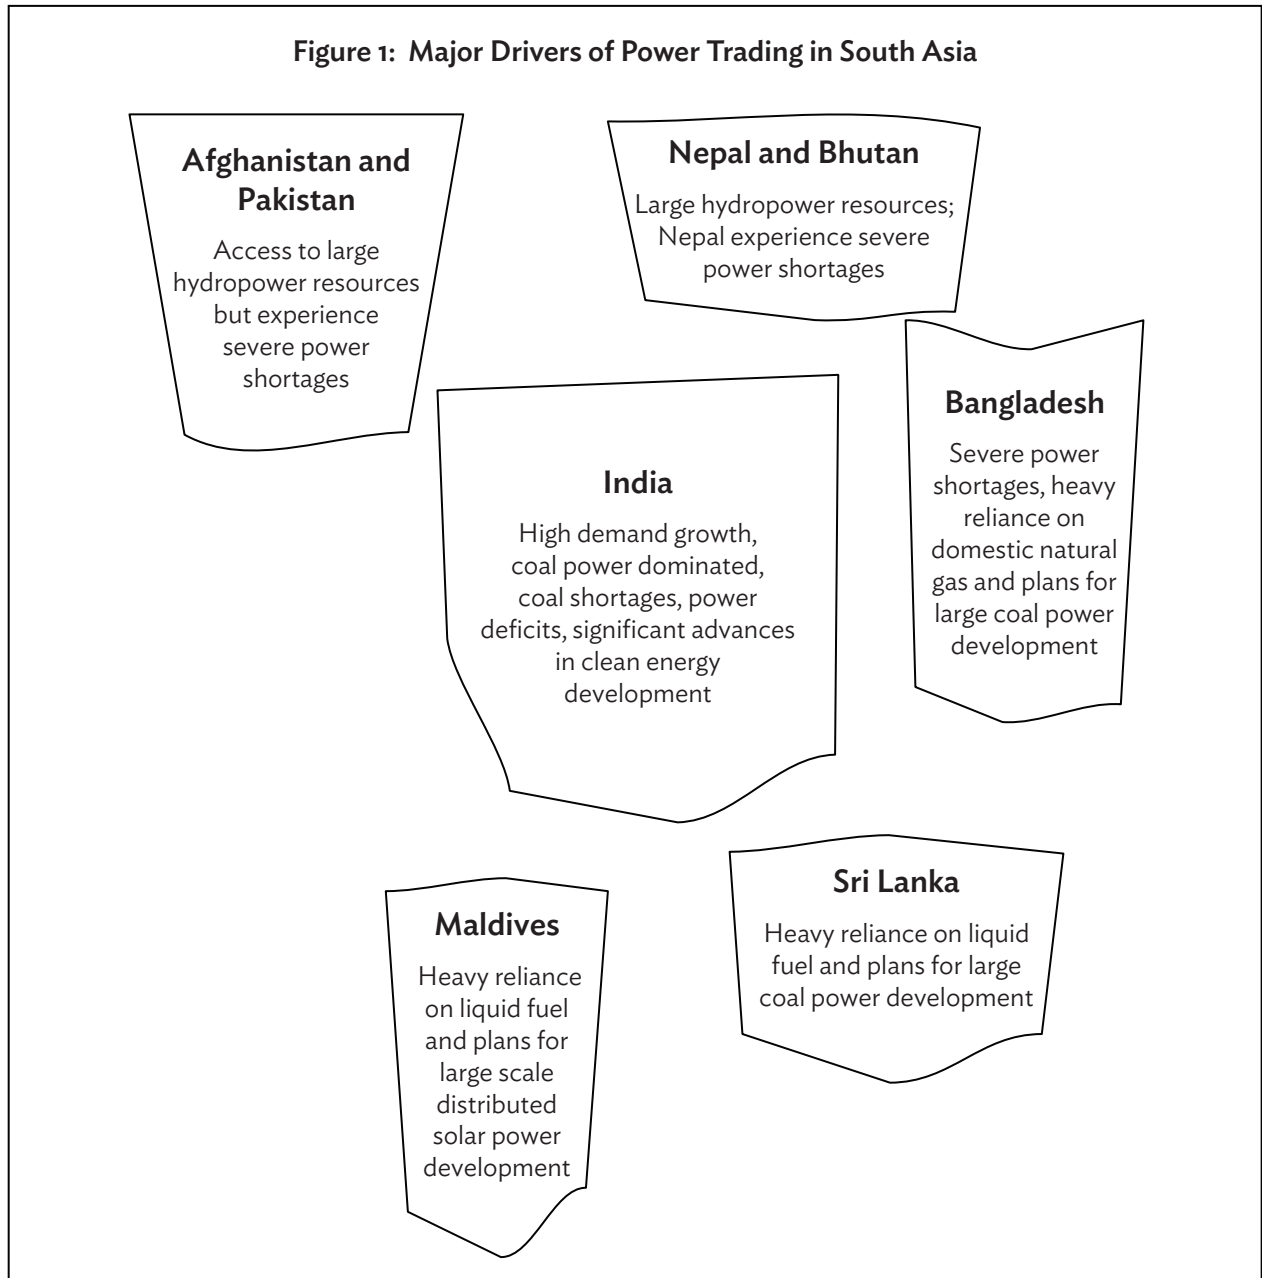 Figure 1: Major Drivers of Power Trading in South Asia
Afghanistan and
Pakistan
Access to large
hydropower resources
but experience
severe power
shortages
Nepal and Bhutan
Large hydropower resources;
Nepal experience severe
power shortages
Bangladesh
Severe power
shortages, heavy
reliance on
domestic natural
gas and plans for
large coal power
development
India
High demand growth,
coal power dominated,
coal shortages, power
deficits, significant advances
in clean energy
development
Maldives
Heavy reliance
on liquid fuel
and plans for
large scale
distributed
solar power
development
Sri Lanka
Heavy reliance on liquid
fuel and plans for large
coal power development